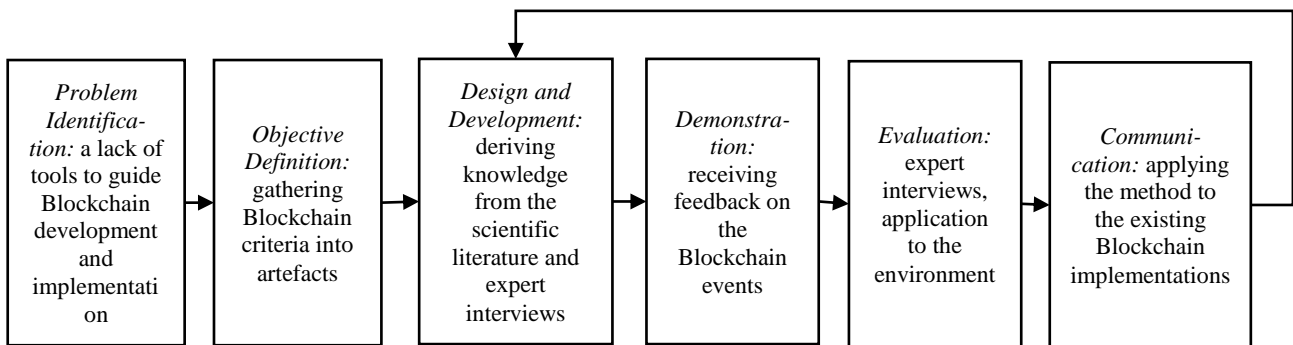 Problem
Identifica-
tion: a lack of
tools to guide
Blockchain
development
and
implementati
on
Objective
Definition:
gathering
Blockchain
criteria into
artefacts
Design and
Development:
deriving
knowledge
from the
scientific
literature and
expert
interviews
Demonstra-
tion:
receiving
feedback on
the
Blockchain
events
Evaluation:
expert
interviews,
application
to the
environment
Communi-
cation: applying
the method to
the existing
Blockchain
implementations